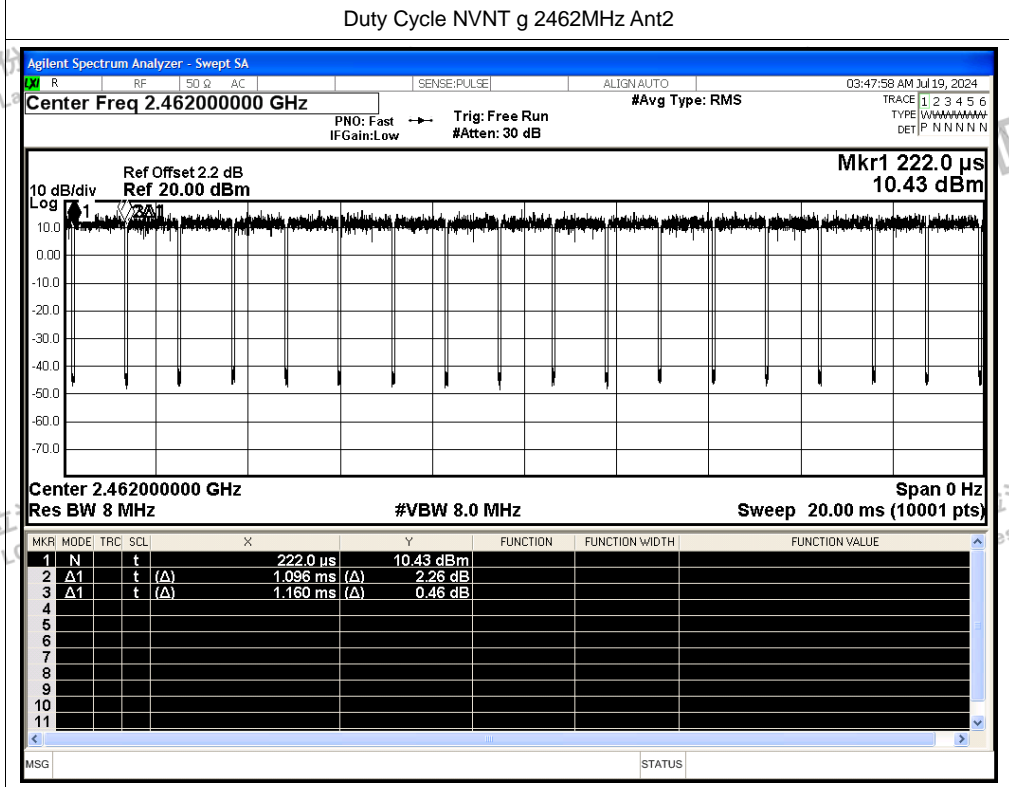 Duty Cycle NVNT g 2462MHz Ant2
Agilent Spectrum Analyzer - Swept SA
LXI R RF 50 Ω AC SENSE:PULSE ALIGN AUTO 03:47:58 AM Jul 19, 2024
Center Freq 2.462000000 GHz #Avg Type: RMS TRACE 1 2 3 4 5 6
PNO: Fast Trig: Free Run TYPE WWWWWW
IFGain:Low #Atten: 30 dB DET P N N N N N
Mkr1 222.0 µs
Ref Offset 2.2 dB
10 dB/div Ref 20.00 dBm 10.43 dBm
Log
1 2Δ1
10.0
0.00
-10.0
-20.0
-30.0
-40.0
-50.0
-60.0
-70.0
Center 2.462000000 GHz Span 0 Hz
Res BW 8 MHz #VBW 8.0 MHz Sweep 20.00 ms (10001 pts)
MKR MODE TRC SCL X Y FUNCTION FUNCTION WIDTH FUNCTION VALUE
1 N t 222.0 µs 10.43 dBm
2 Δ1 t (Δ) 1.096 ms (Δ) 2.26 dB
3 Δ1 t (Δ) 1.160 ms (Δ) 0.46 dB
4
5
6
7
8
9
10
11
MSG STATUS